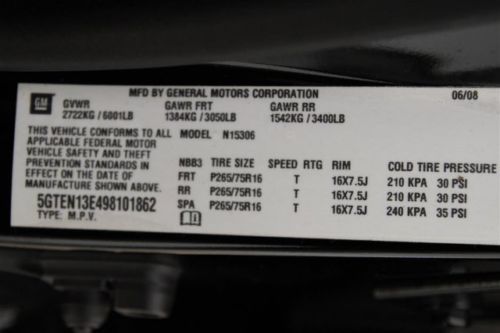 MFD BY GENERAL MOTORS CORPORATION 06/08
GM GVWR GAWR FRT GAWR RR
2722KG / 6001LB 1384KG / 3050LB 1542KG / 3400LB
THIS VEHICLE CONFORMS TO ALL MODEL N15306
APPLICABLE FEDERAL MOTOR
VEHICLE SAFETY AND THEFT
PREVENTION STANDARDS IN
EFFECT ON THE DATE OF
MANUFACTURE SHOWN ABOVE.
5GTEN13E498101862
TYPE: M.P.V.
NBB3 TIRE SIZE SPEED RTG RIM COLD TIRE PRESSURE
FRT P265/75R16 T 16X7.5J 210 KPA 30 PSI
RR P265/75R16 T 16X7.5J 210 KPA 30 PSI
SPA P265/75R16 T 16X7.5J 240 KPA 35 PSI